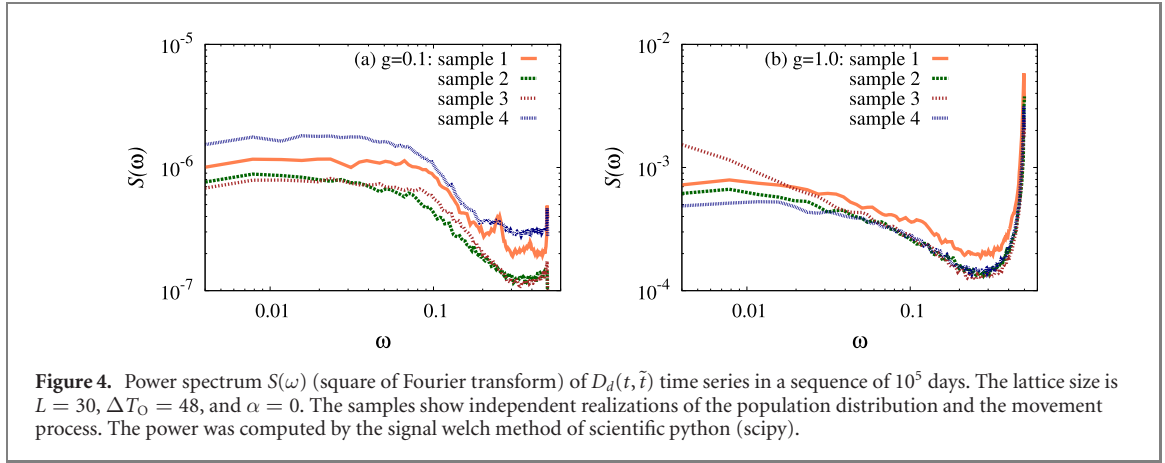 10⁻⁵
10⁻⁶
10⁻⁷
S(ω)
(a) g=0.1: sample 1
sample 2
sample 3
sample 4
0.01
0.1
ω
10⁻²
10⁻³
10⁻⁴
S(ω)
(b) g=1.0: sample 1
sample 2
sample 3
sample 4
0.01
0.1
ω
Figure 4. Power spectrum S(ω) (square of Fourier transform) of D_d(t, t̃) time series in a sequence of 10⁵ days. The lattice size is
L = 30, ΔT_O = 48, and α = 0. The samples show independent realizations of the population distribution and the movement
process. The power was computed by the signal welch method of scientific python (scipy).